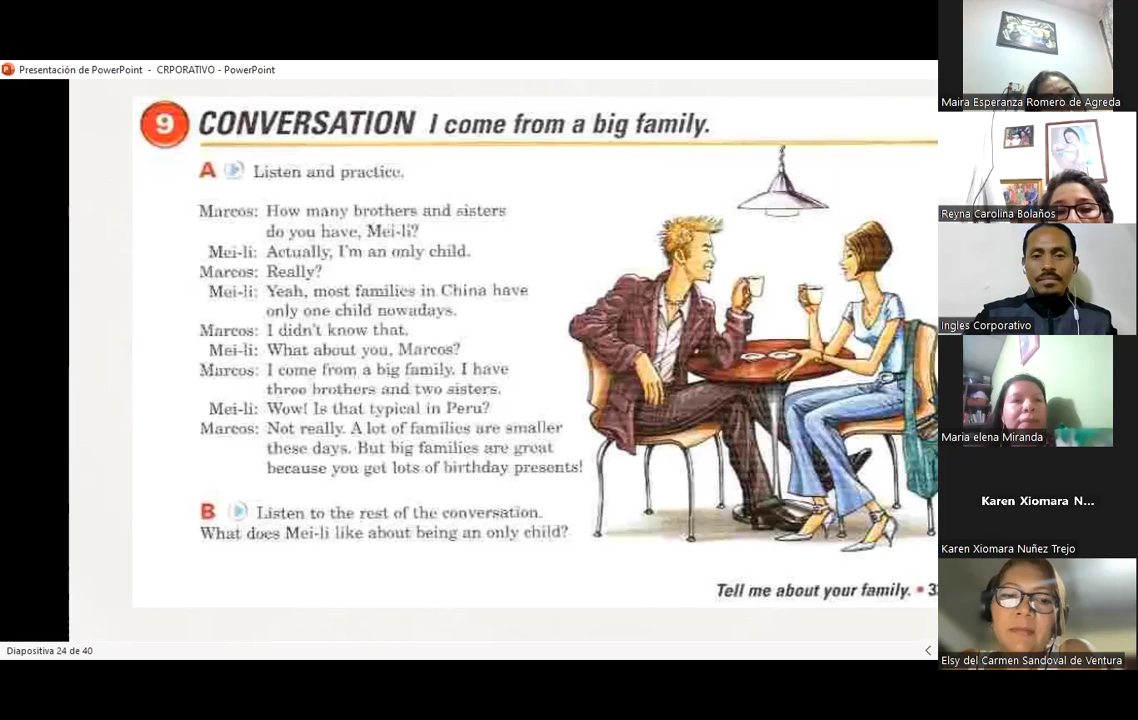 Presentación de PowerPoint - CRPORATIVO - PowerPoint
9 CONVERSATION I come from a big family.
A Listen and practice.
Marcos: How many brothers and sisters
do you have, Mei-li?
Mei-li: Actually, I'm an only child.
Marcos: Really?
Mei-li: Yeah, most families in China have
only one child nowadays.
Marcos: I didn't know that.
Mei-li: What about you, Marcos?
Marcos: I come from a big family. I have
three brothers and two sisters.
Mei-li: Wow! Is that typical in Peru?
Marcos: Not really. A lot of families are smaller
these days. But big families are great
because you get lots of birthday presents!
B Listen to the rest of the conversation.
What does Mei-li like about being an only child?
Tell me about your family. •
Diapositiva 24 de 40
Maira Esperanza Romero de Agreda
Reyna Carolina Bolaños
Ingles Corporativo
Maria elena Miranda
Karen Xiomara N...
Karen Xiomara Nuñez Trejo
Elsy del Carmen Sandoval de Ventura